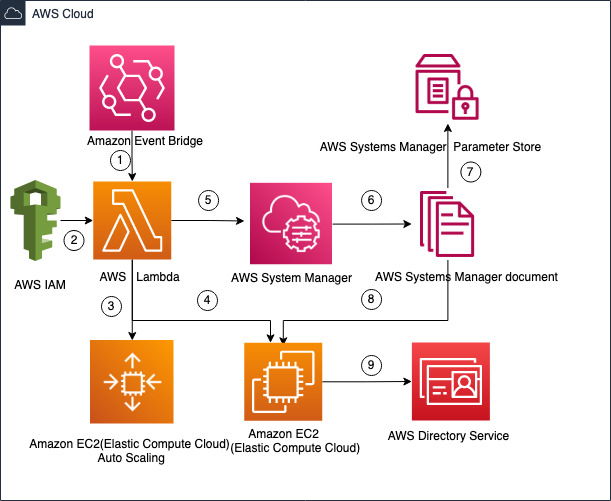 AWS Cloud
Amazon Event Bridge
AWS Systems Manager Parameter Store
1
7
5
6
2
AWS IAM
AWS Lambda
AWS System Manager
AWS Systems Manager document
3
4
8
9
Amazon EC2(Elastic Compute Cloud)
Auto Scaling
Amazon EC2
(Elastic Compute Cloud)
AWS Directory Service